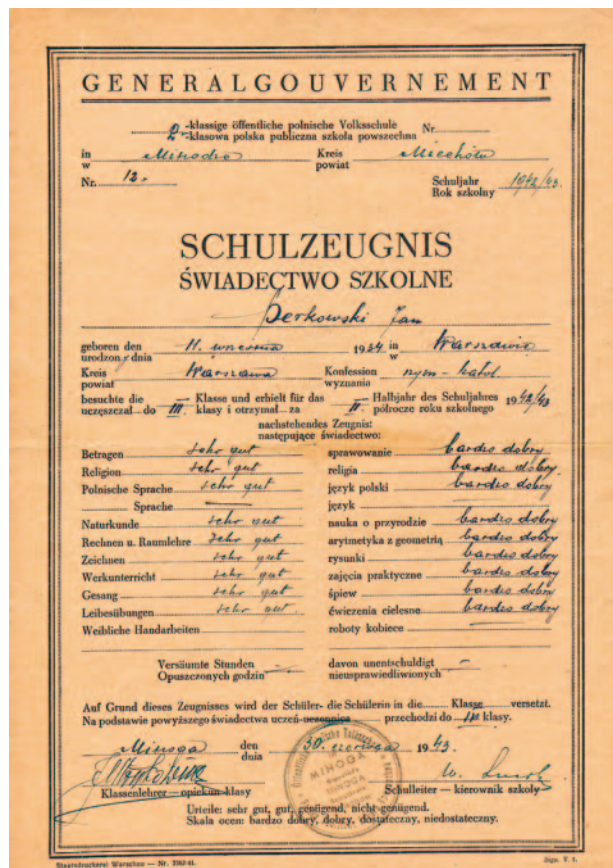 GENERALGOUVERNEMENT
2-klassige öffentliche polnische Volksschule Nr.
-klasowa polska publiczna szkoła powszechna
in Minodze Kreis Miechów
w powiat
Nr. 12. Schuljahr 1942/43.
Rok szkolny
SCHULZEUGNIS
ŚWIADECTWO SZKOLNE
Serkowski Jan
geboren den 11. września 1934 in Warszawie
urodzony dnia w
Kreis Warszawa Konfession rzym-katol.
powiat wyznania
besuchte die III. Klasse und erhielt für das II. Halbjahr des Schuljahres 1942/43
uczęszczał do klasy i otrzymał za półrocze roku szkolnego
nachstehendes Zeugnis:
następujące świadectwo:
Betragen sehr gut sprawowanie bardzo dobry
Religion sehr gut religia bardzo dobry.
Polnische Sprache sehr gut język polski bardzo dobry
Sprache — język —
Naturkunde sehr gut nauka o przyrodzie bardzo dobry
Rechnen u. Raumlehre sehr gut arytmetyka z geometrią bardzo dobry
Zeichnen sehr gut rysunki bardzo dobry
Werkunterricht sehr gut zajęcia praktyczne bardzo dobry
Gesang sehr gut śpiew bardzo dobry
Leibesübungen sehr gut. ćwiczenia cielesne bardzo dobry
Weibliche Handarbeiten roboty kobiece —
Versäumte Stunden — davon unentschuldigt —
Opuszczonych godzin nieusprawiedliwionych
Auf Grund dieses Zeugnisses wird der Schüler- die Schülerin in die Klasse versetzt.
Na podstawie powyższego świadectwa uczeń-uczennica przechodzi do klasy.
Minoga den 30. czerwca 1943.
dnia
MINOGA
Klassenlehrer — opiekun klasy Schulleiter — kierownik szkoły
Urteile: sehr gut, gut, genügend, nicht genügend.
Skala ocen: bardzo dobry, dobry, dostateczny, niedostateczny.
Staatsdruckerei Warschau — Nr. Sign. V. 1.